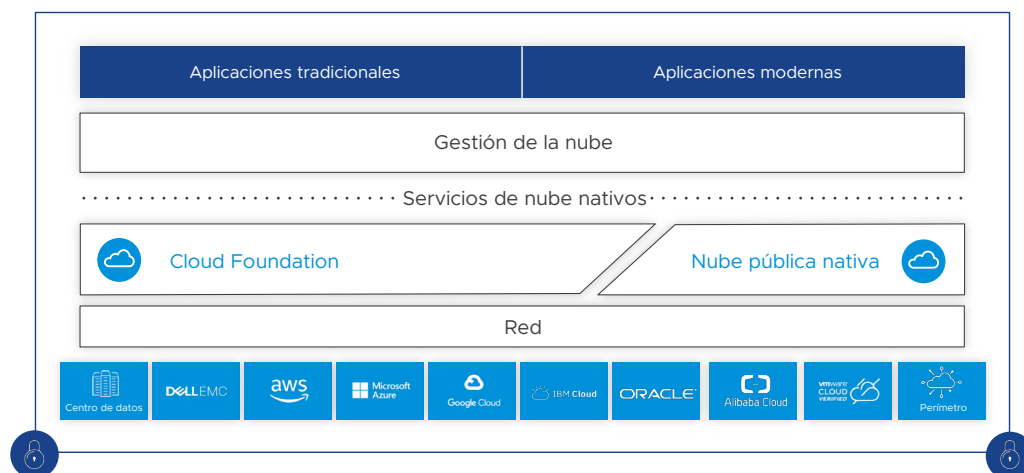 Aplicaciones tradicionales
Aplicaciones modernas
Gestión de la nube
Servicios de nube nativos
Cloud Foundation
Nube pública nativa
Red
Centro de datos
DELLEMC
aws
Microsoft
Azure
Google Cloud
IBM Cloud
ORACLE
Alibaba Cloud
vmware
CLOUD
VERIFIED
Perímetro